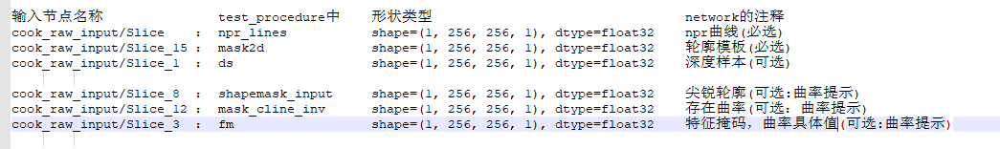 输入节点名称 test_procedure中 形状类型 network的注释
cook_raw_input/Slice : npr_lines shape=(1, 256, 256, 1), dtype=float32 npr曲线(必选)
cook_raw_input/Slice_15 : mask2d shape=(1, 256, 256, 1), dtype=float32 轮廓模板(必选)
cook_raw_input/Slice_1 : ds shape=(1, 256, 256, 1), dtype=float32 深度样本(可选)
cook_raw_input/Slice_8 : shapemask_input shape=(1, 256, 256, 1), dtype=float32 尖锐轮廓(可选:曲率提示)
cook_raw_input/Slice_12 : mask_cline_inv shape=(1, 256, 256, 1), dtype=float32 存在曲率(可选：曲率提示)
cook_raw_input/Slice_3 : fm shape=(1, 256, 256, 1), dtype=float32 特征掩码，曲率具体值(可选:曲率提示)